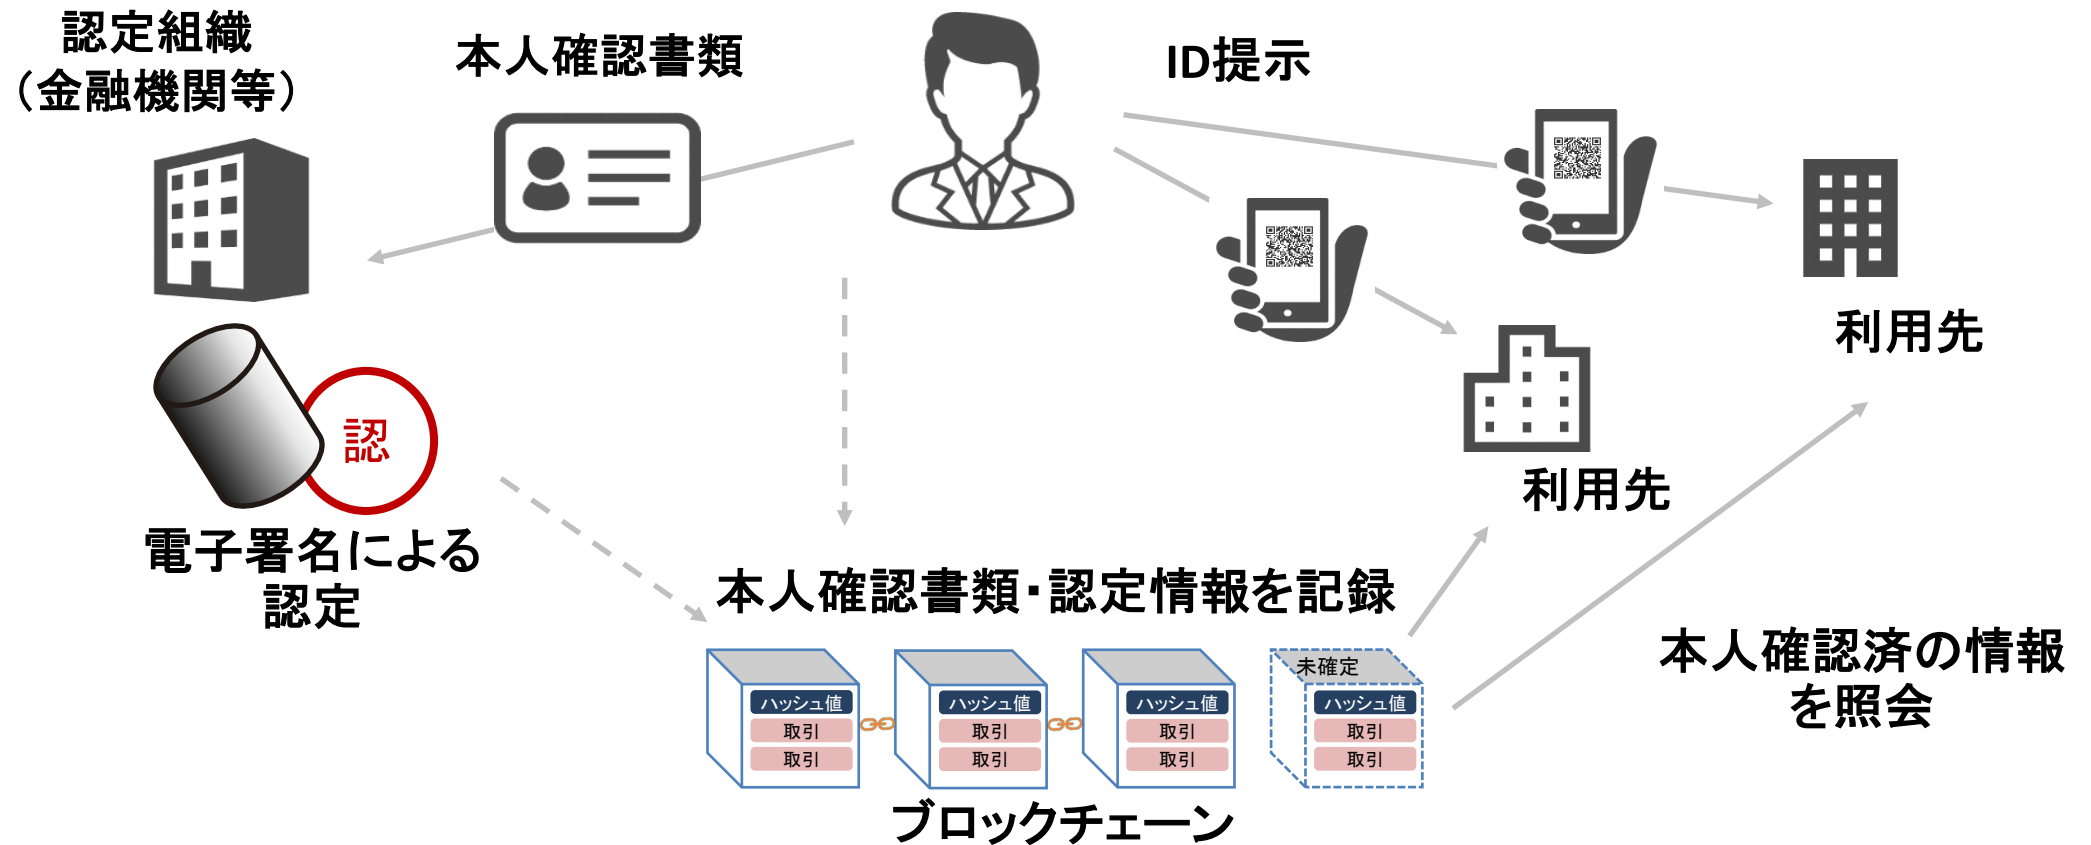 認定組織
（金融機関等）
本人確認書類
ID提示
利用先
利用先
認
電子署名による
認定
本人確認書類・認定情報を記録
本人確認済の情報
を照会
ハッシュ値
取引
取引
ハッシュ値
取引
取引
ハッシュ値
取引
取引
未確定
ハッシュ値
取引
取引
ブロックチェーン